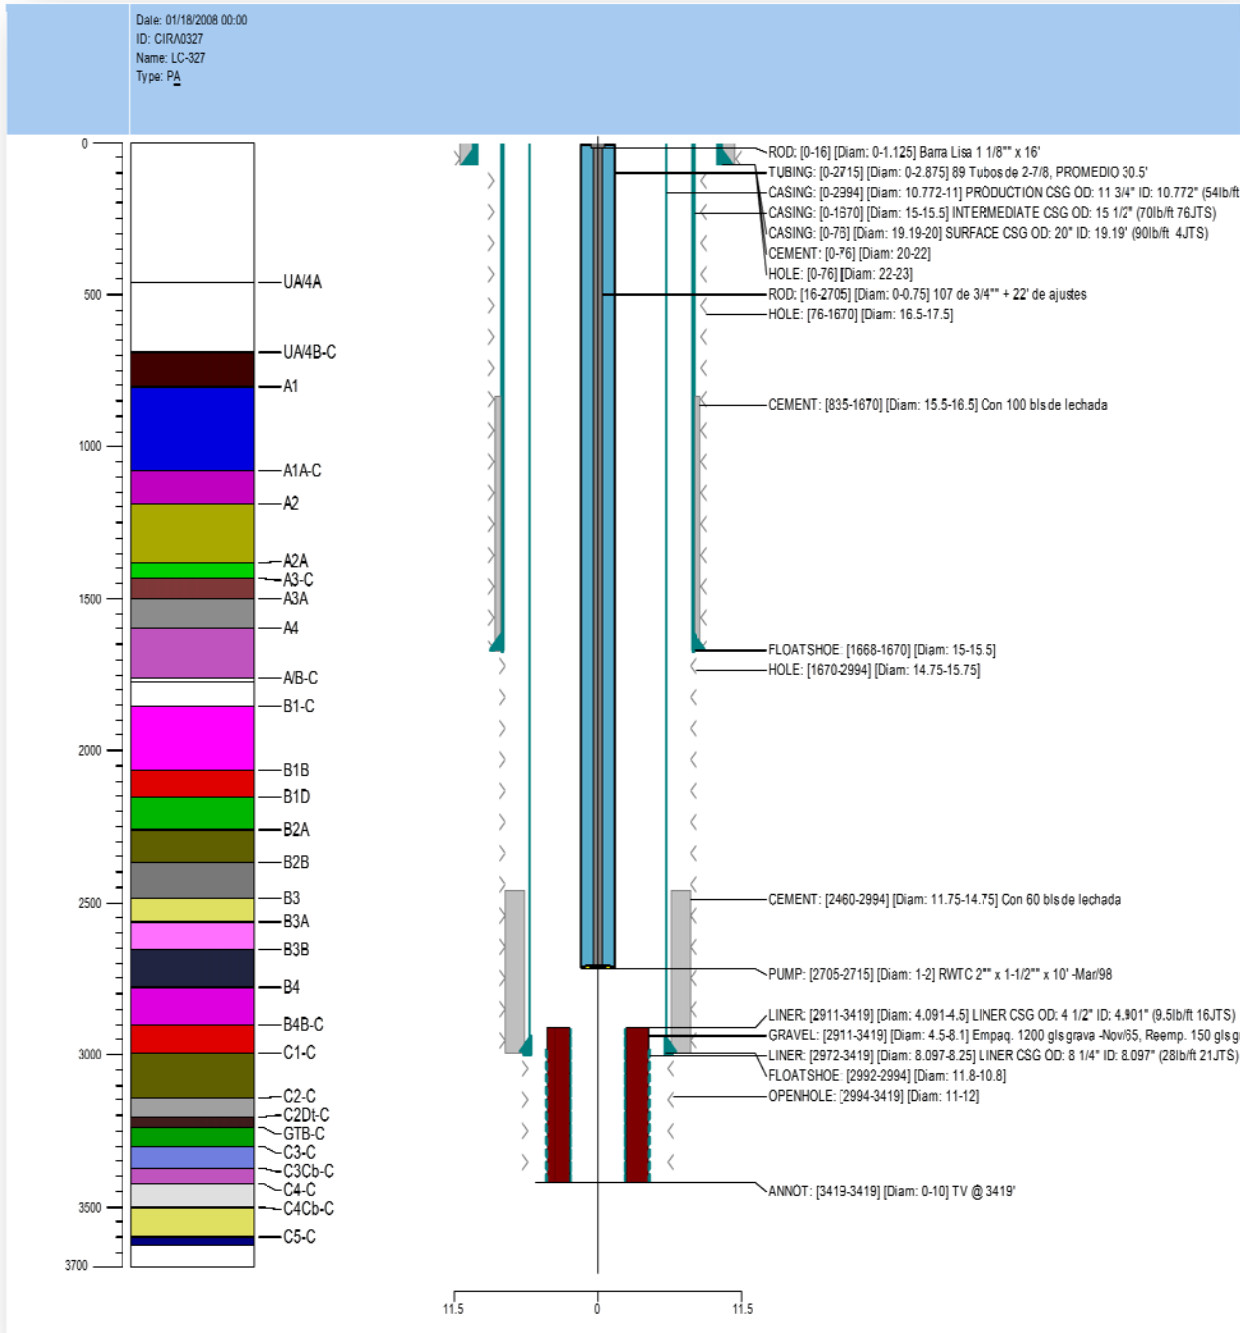 Date: 01/18/2008 00:00
ID: CIRA0327
Name: LC-327
Type: PA
0
500
1000
1500
2000
2500
3000
3500
3700
UA/4A
UA/4B-C
A1
A1A-C
A2
A2A
A3-C
A3A
A4
A/B-C
B1-C
B1B
B1D
B2A
B2B
B3
B3A
B3B
B4
B4B-C
C1-C
C2-C
C2Dt-C
GTB-C
C3-C
C3Cb-C
C4-C
C4Cb-C
C5-C
ROD: [0-16] [Diam: 0-1.125] Barra Lisa 1 1/8"" x 16'
TUBING: [0-2715] [Diam: 0-2.875] 89 Tubos de 2-7/8, PROMEDIO 30.5'
CASING: [0-2994] [Diam: 10.772-11] PRODUCTION CSG OD: 11 3/4" ID: 10.772" (54lb/ft
CASING: [0-1670] [Diam: 15-15.5] INTERMEDIATE CSG OD: 15 1/2" (70lb/ft 76JTS)
CASING: [0-76] [Diam: 19.19-20] SURFACE CSG OD: 20" ID: 19.19' (90lb/ft 4JTS)
CEMENT: [0-76] [Diam: 20-22]
HOLE: [0-76] [Diam: 22-23]
ROD: [16-2705] [Diam: 0-0.75] 107 de 3/4"" + 22' de ajustes
HOLE: [76-1670] [Diam: 16.5-17.5]
CEMENT: [835-1670] [Diam: 15.5-16.5] Con 100 bls de lechada
FLOATSHOE: [1668-1670] [Diam: 15-15.5]
HOLE: [1670-2994] [Diam: 14.75-15.75]
CEMENT: [2460-2994] [Diam: 11.75-14.75] Con 60 bls de lechada
PUMP: [2705-2715] [Diam: 1-2] RWTC 2"" x 1-1/2"" x 10' -Mar/98
LINER: [2911-3419] [Diam: 4.091-4.5] LINER CSG OD: 4 1/2" ID: 4.901" (9.5lb/ft 16JTS)
GRAVEL: [2911-3419] [Diam: 4.5-8.1] Empaq. 1200 gls grava -Nov/65, Reemp. 150 gls g
LINER: [2972-3419] [Diam: 8.097-8.25] LINER CSG OD: 8 1/4" ID: 8.097" (28lb/ft 21JTS)
FLOATSHOE: [2992-2994] [Diam: 11.8-10.8]
OPENHOLE: [2994-3419] [Diam: 11-12]
ANNOT: [3419-3419] [Diam: 0-10] TV @ 3419'
11.5
0
11.5